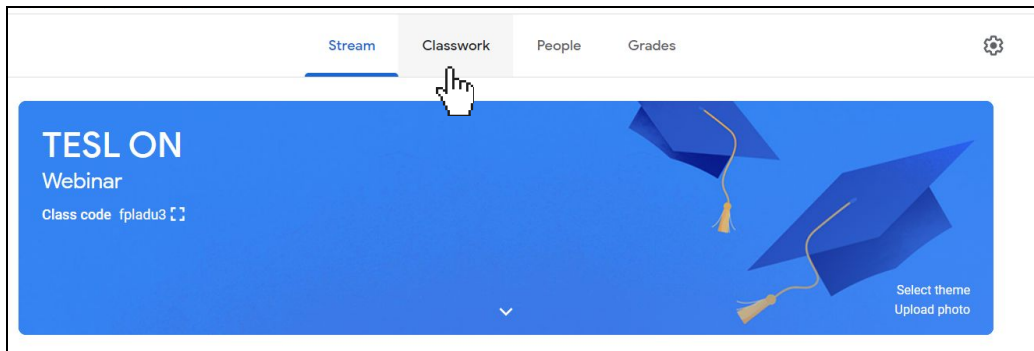 Stream Classwork People Grades
TESL ON
Webinar
Class code fpladu3
Select theme
Upload photo